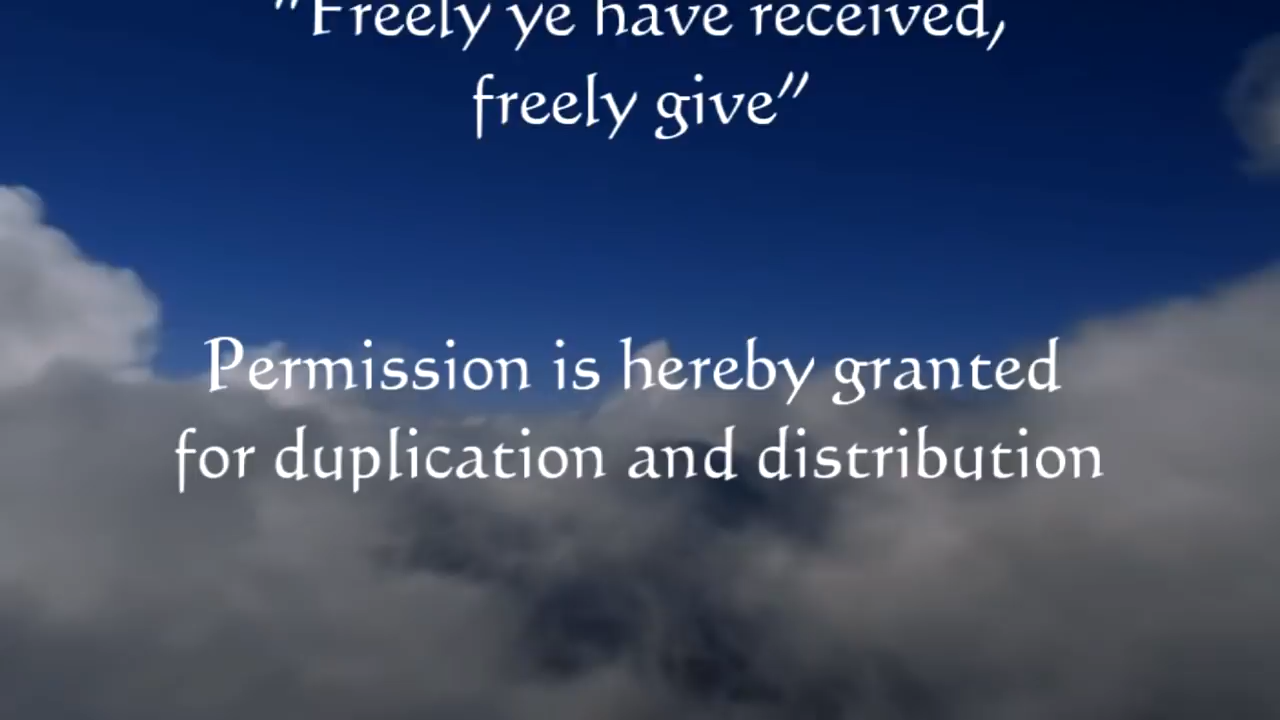 "Freely ye have received,
freely give"
Permission is hereby granted
for duplication and distribution